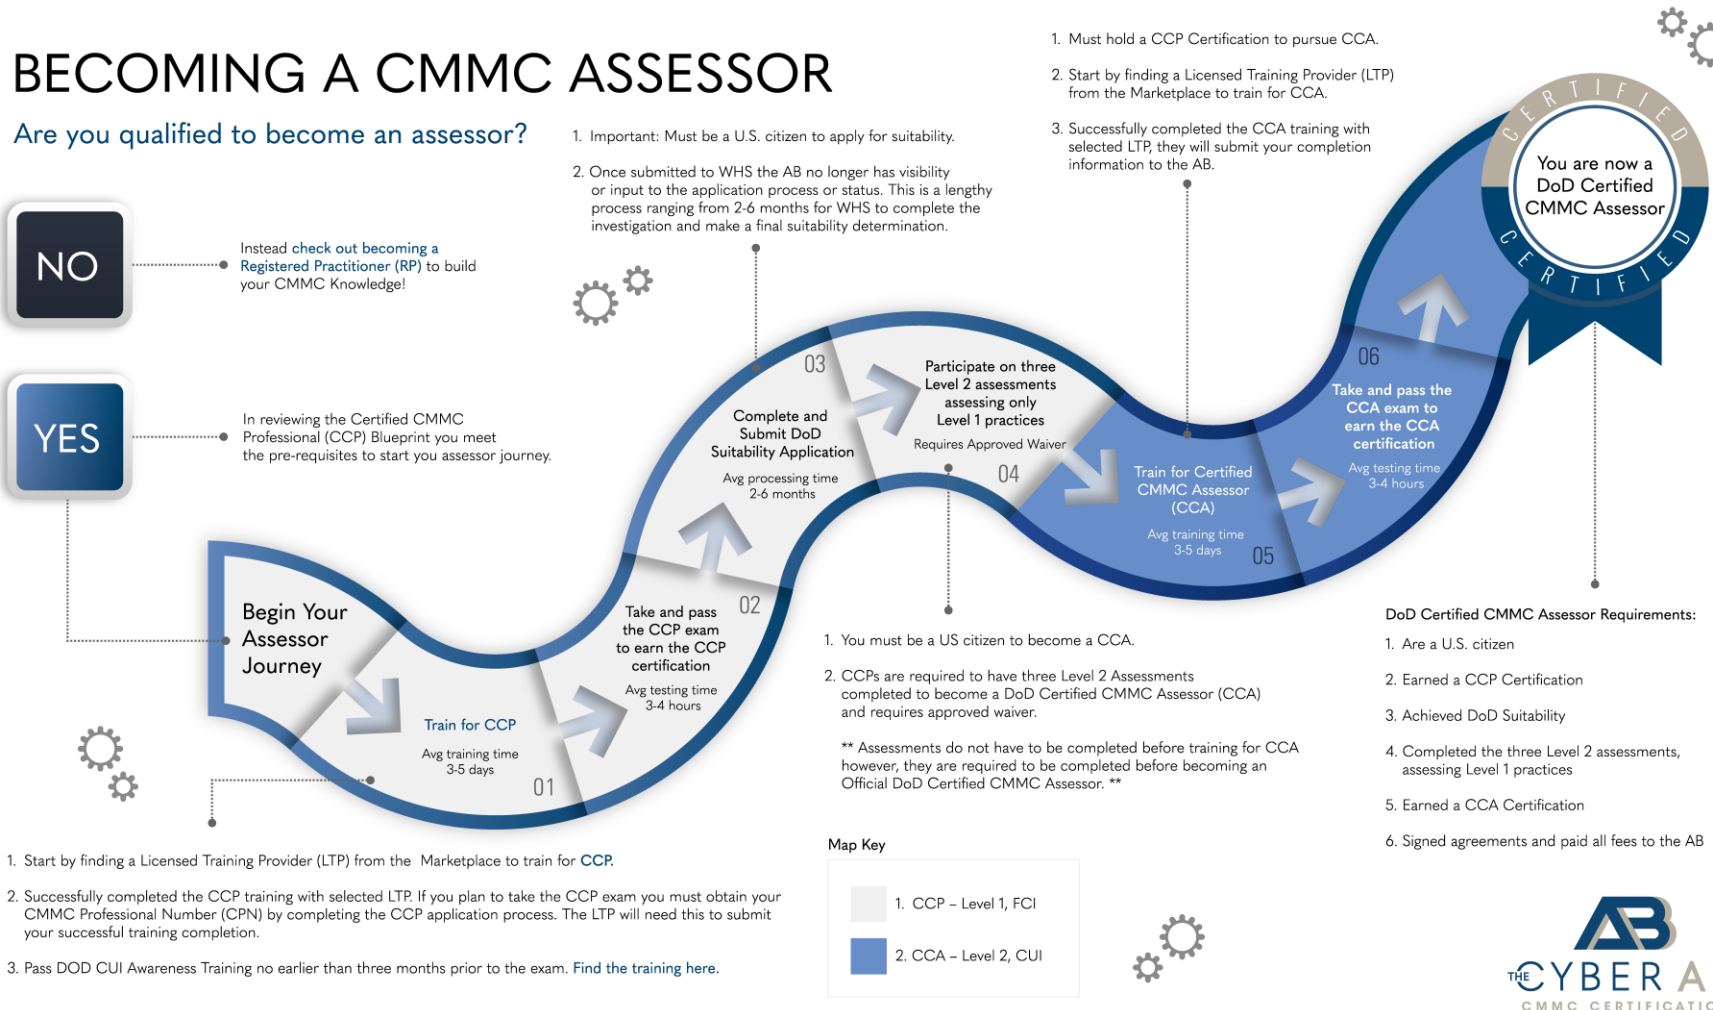 BECOMING A CMMC ASSESSOR
Are you qualified to become an assessor?
NO
Instead check out becoming a
Registered Practitioner (RP) to build
your CMMC Knowledge!
YES
In reviewing the Certified CMMC
Professional (CCP) Blueprint you meet
the pre-requisites to start you assessor journey.
1. Important: Must be a U.S. citizen to apply for suitability.
2. Once submitted to WHS the AB no longer has visibility
or input to the application process or status. This is a lengthy
process ranging from 2-6 months for WHS to complete the
investigation and make a final suitability determination.
1. Must hold a CCP Certification to pursue CCA.
2. Start by finding a Licensed Training Provider (LTP)
from the Marketplace to train for CCA.
3. Successfully completed the CCA training with
selected LTP, they will submit your completion
information to the AB.
CERTIFIED
You are now a
DoD Certified
CMMC Assessor
CERTIFIED
Begin Your
Assessor
Journey
Train for CCP
Avg training time
3-5 days
01
Take and pass
the CCP exam
to earn the CCP
certification
Avg testing time
3-4 hours
02
Complete and
Submit DoD
Suitability Application
Avg processing time
2-6 months
03
Participate on three
Level 2 assessments
assessing only
Level 1 practices
Requires Approved Waiver
04
Train for Certified
CMMC Assessor
(CCA)
Avg training time
3-5 days
05
06
Take and pass the
CCA exam to
earn the CCA
certification
Avg testing time
3-4 hours
1. You must be a US citizen to become a CCA.
2. CCPs are required to have three Level 2 Assessments
completed to become a DoD Certified CMMC Assessor (CCA)
and requires approved waiver.
** Assessments do not have to be completed before training for CCA
however, they are required to be completed before becoming an
Official DoD Certified CMMC Assessor. **
DoD Certified CMMC Assessor Requirements:
1. Are a U.S. citizen
2. Earned a CCP Certification
3. Achieved DoD Suitability
4. Completed the three Level 2 assessments,
assessing Level 1 practices
5. Earned a CCA Certification
6. Signed agreements and paid all fees to the AB
1. Start by finding a Licensed Training Provider (LTP) from the Marketplace to train for CCP.
2. Successfully completed the CCP training with selected LTP. If you plan to take the CCP exam you must obtain your
CMMC Professional Number (CPN) by completing the CCP application process. The LTP will need this to submit
your successful training completion.
3. Pass DOD CUI Awareness Training no earlier than three months prior to the exam. Find the training here.
Map Key
1. CCP – Level 1, FCI
2. CCA – Level 2, CUI
AB
THE CYBER A
CMMC CERTIFICATIO